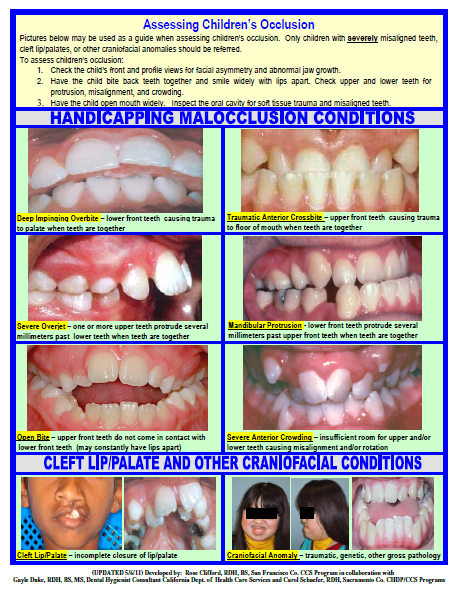 Assessing Children's Occlusion
Pictures below may be used as a guide when assessing children's occlusion.  Only children with severely misaligned teeth,
cleft lip/palates, or other craniofacial anomalies should be referred.
To assess children's occlusion:
1. Check the child's front and profile views for facial asymmetry and abnormal jaw growth.
2. Have the child bite back teeth together and smile widely with lips apart. Check upper and lower teeth for
protrusion, misalignment, and crowding.
3. Have the child open mouth widely.  Inspect the oral cavity for soft tissue trauma and misaligned teeth.
HANDICAPPING MALOCCLUSION CONDITIONS
Deep Impinging Overbite – lower front teeth causing trauma
to palate when teeth are together
Traumatic Anterior Crossbite – upper front teeth causing trauma
to floor of mouth when teeth are together
Severe Overjet – one or more upper teeth protrude several
millimeters past lower teeth when teeth are together
Mandibular Protrusion - lower front teeth protrude several
millimeters past upper front teeth when teeth are together
Open Bite – upper front teeth do not come in contact with
lower front teeth (may constantly have lips apart)
Severe Anterior Crowding – insufficient room for upper and/or
lower teeth causing misalignment and/or rotation
CLEFT LIP/PALATE AND OTHER CRANIOFACIAL CONDITIONS
Cleft Lip/Palate – incomplete closure of lip/palate
Craniofacial Anomaly – traumatic, genetic, other gross pathology
(UPDATED 5/6/11) Developed by: Rose Clifford, RDH, BS, San Francisco Co. CCS Program in collaboration with
Gayle Duke, RDH, BS, MS, Dental Hygienist Consultant California Dept. of Health Care Services and Carol Schaefer, RDH, Sacramento Co. CHDP/CCS Programs